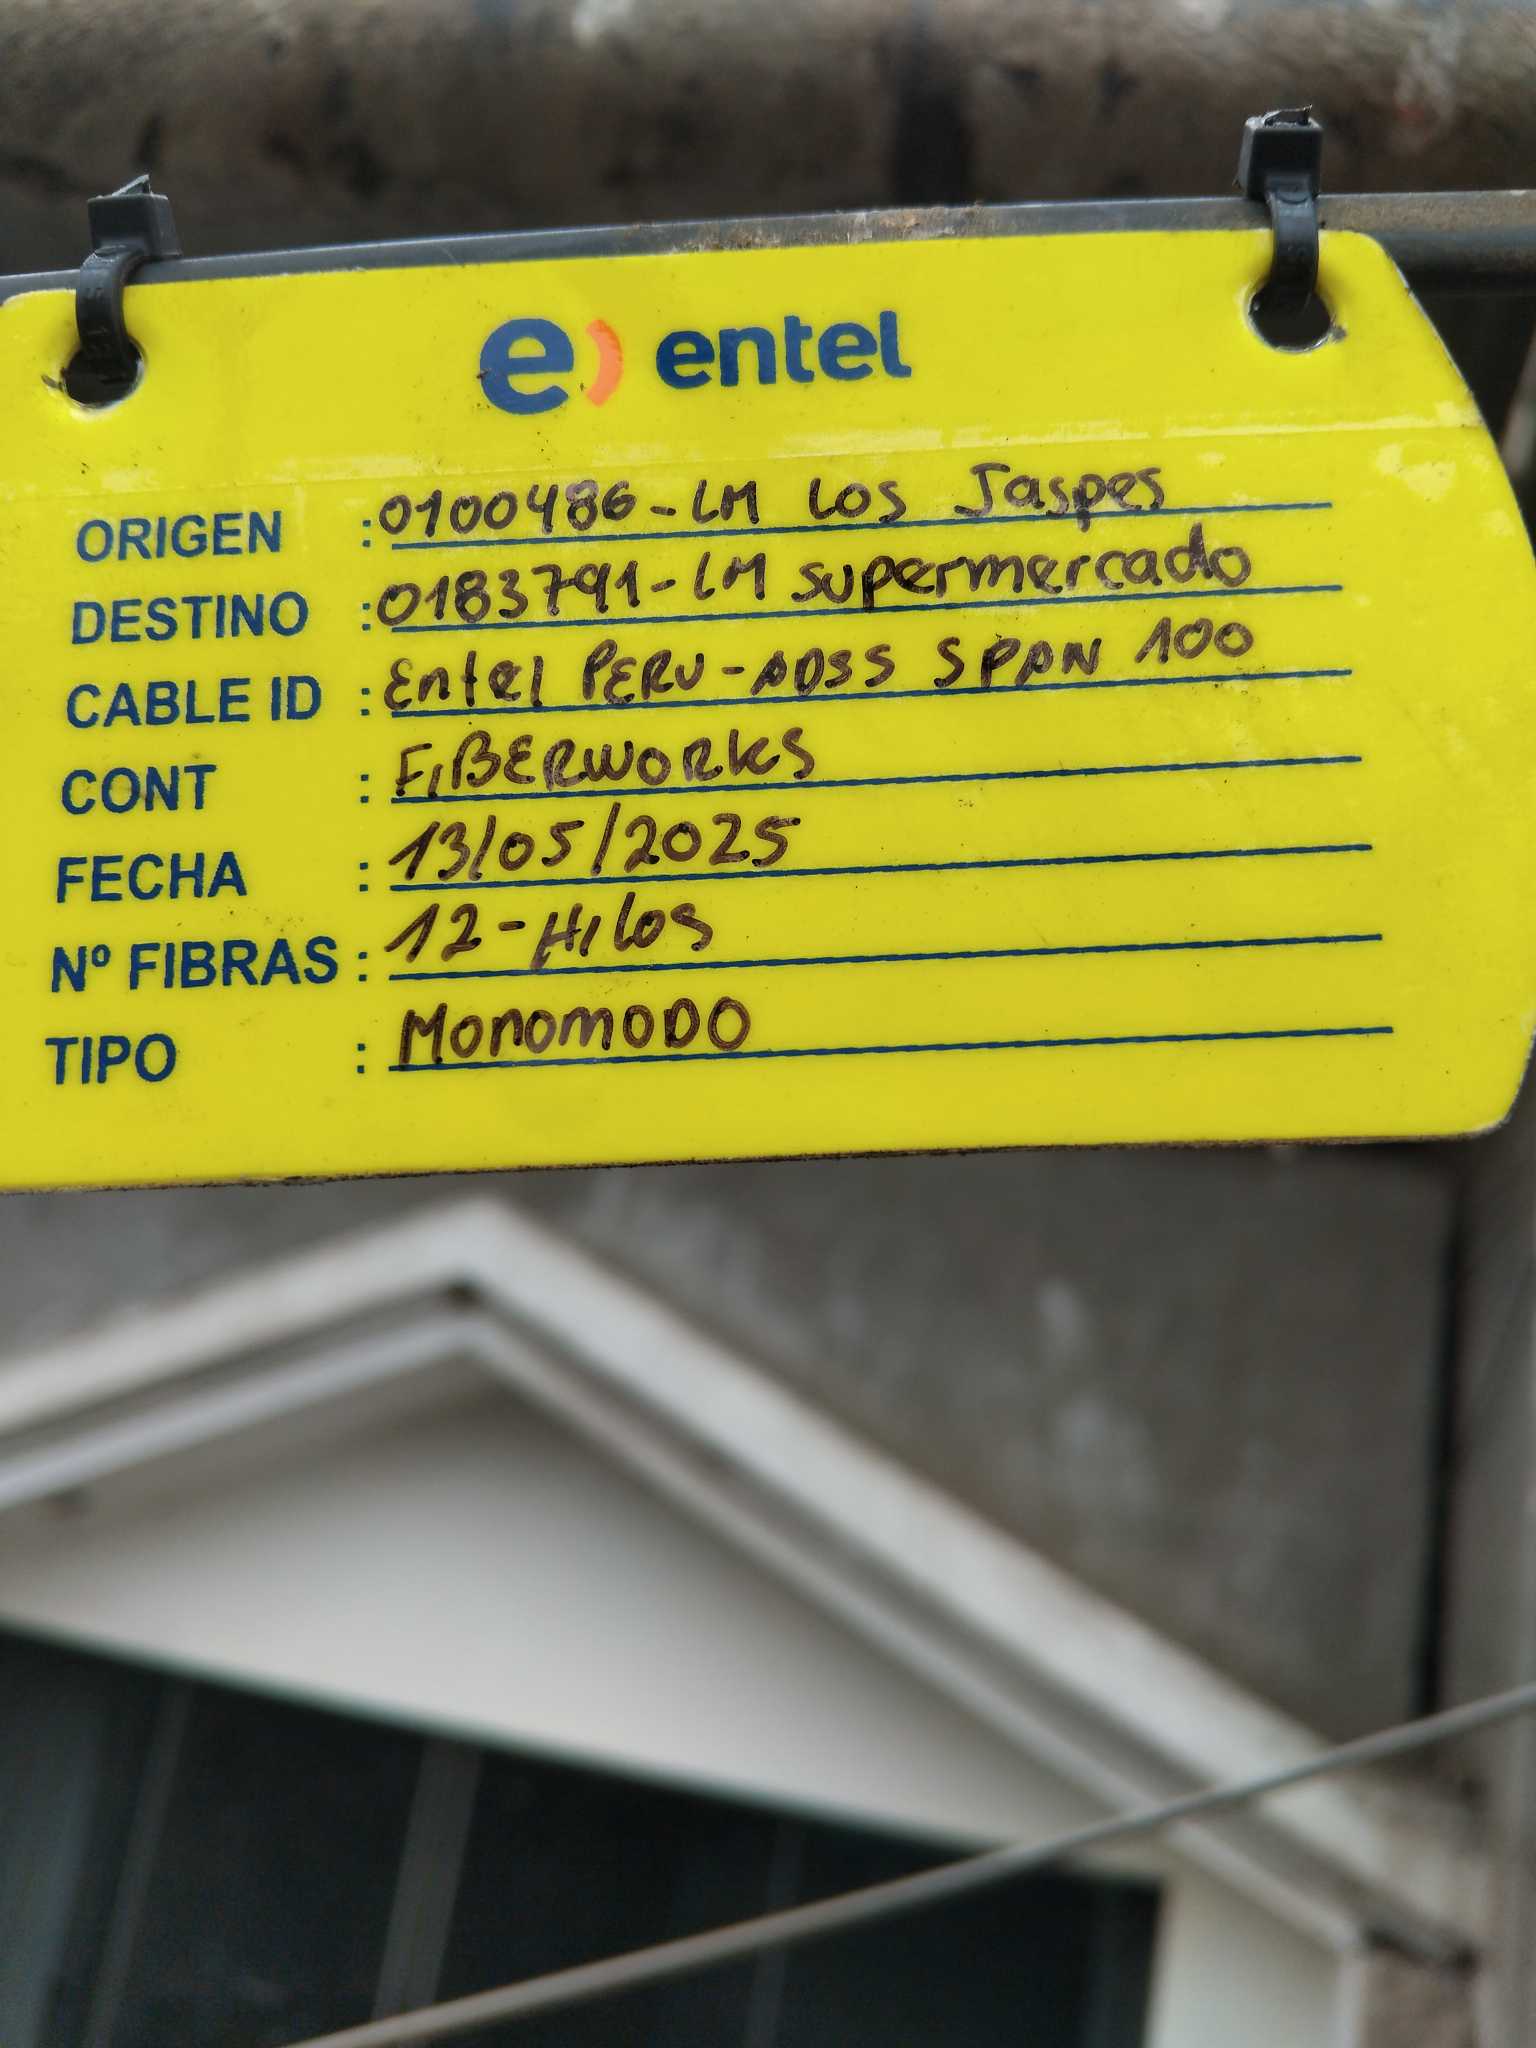 e) entel
ORIGEN : 0100486-LM Los Jaspes
DESTINO : 0183791-LM supermercado
CABLE ID : Entel PERU-ADSS SPAN 100
CONT : FiBERWORKS
FECHA : 13/05/2025
Nº FIBRAS : 12-Hilos
TIPO : MonomoDO